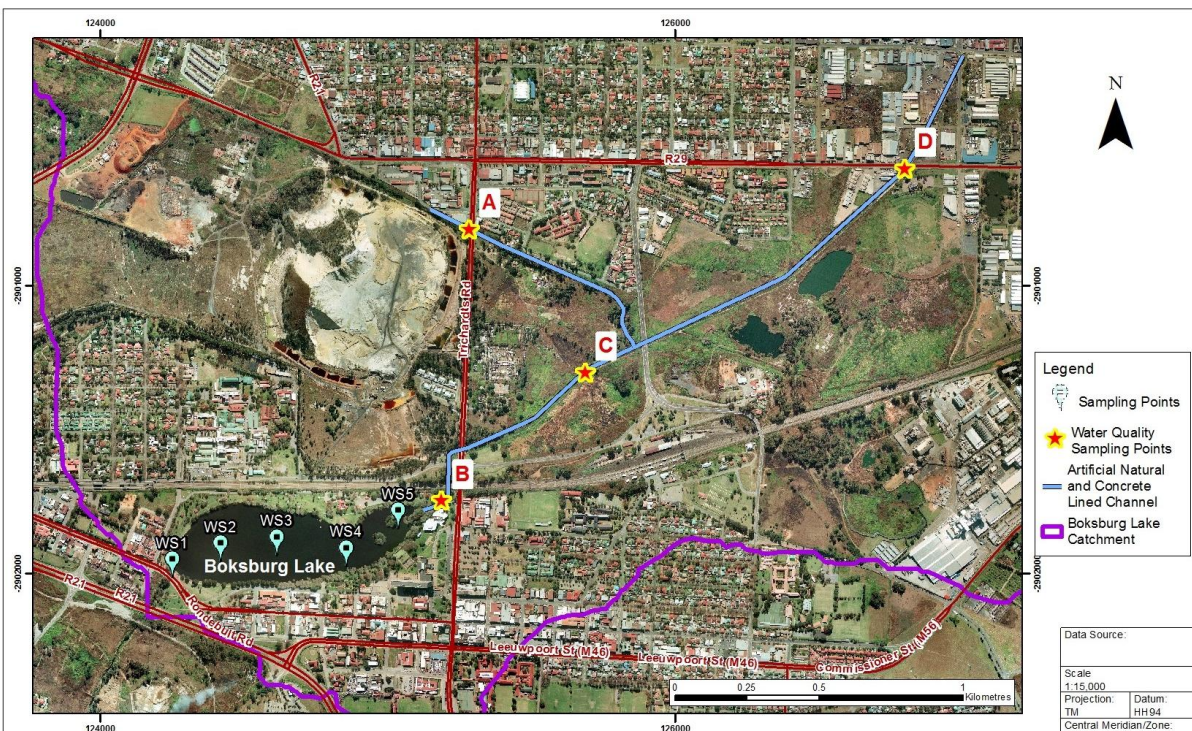 124000
126000
N
R21
R29
D
A
-2901000
-2901000
Trichardts Rd
C
B
WS5
WS3
WS2
WS4
WS1
Boksburg Lake
-2902000
-2902000
R21
R21
Rondebult Rd
Leeuwpoort St (M46)
Leeuwpoort St (M46)
Commissioner St (M56)
0 0.25 0.5 1
Kilometres
124000
126000
Legend
Sampling Points
Water Quality
Sampling Points
Artificial Natural
and Concrete
Lined Channel
Boksburg Lake
Catchment
Data Source:
Scale
1:15,000
Projection: Datum:
TM HH94
Central Meridian/Zone: